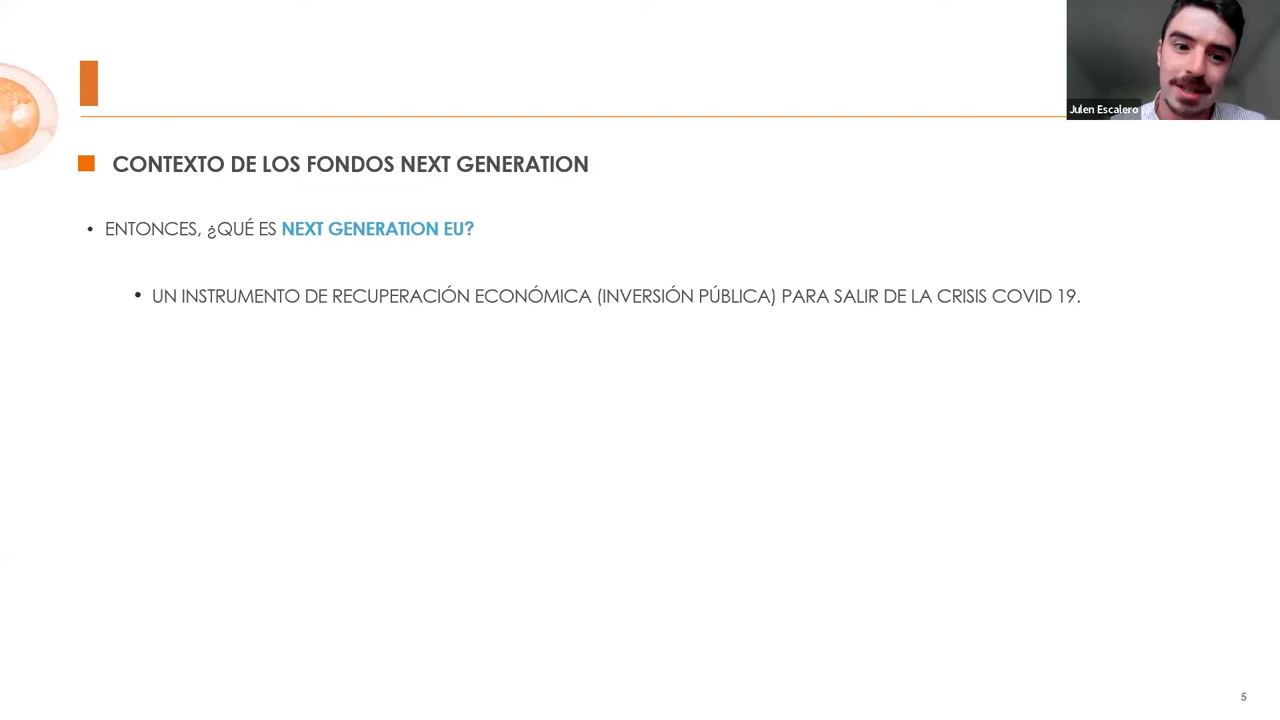 Julen Escalero
CONTEXTO DE LOS FONDOS NEXT GENERATION
• ENTONCES, ¿QUÉ ES NEXT GENERATION EU?
• UN INSTRUMENTO DE RECUPERACIÓN ECONÓMICA (INVERSIÓN PÚBLICA) PARA SALIR DE LA CRISIS COVID 19.
5